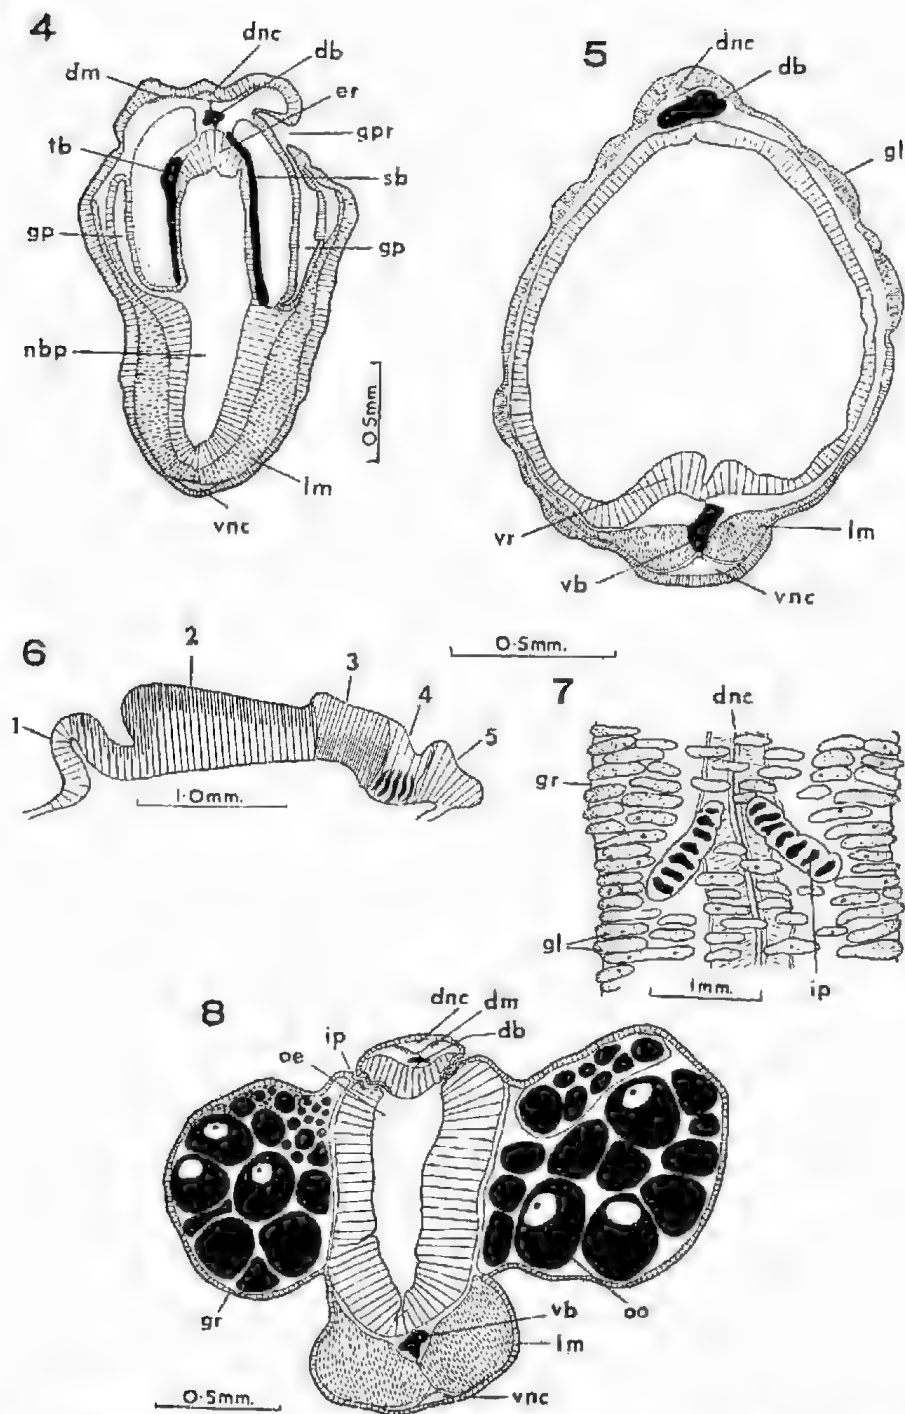 4
dnc
db
dm
er
gpr
tb
sb
gp
gp
nbp
0·5mm.
lm
vnc
5
dnc
db
gl
vr
lm
vb
vnc
0·5mm.
6
1
2
3
4
5
1·0mm.
7
dnc
gr
gl
1mm.
ip
8
dnc
dm
ip
db
oe
gr
vb
oo
lm
vnc
0·5mm.